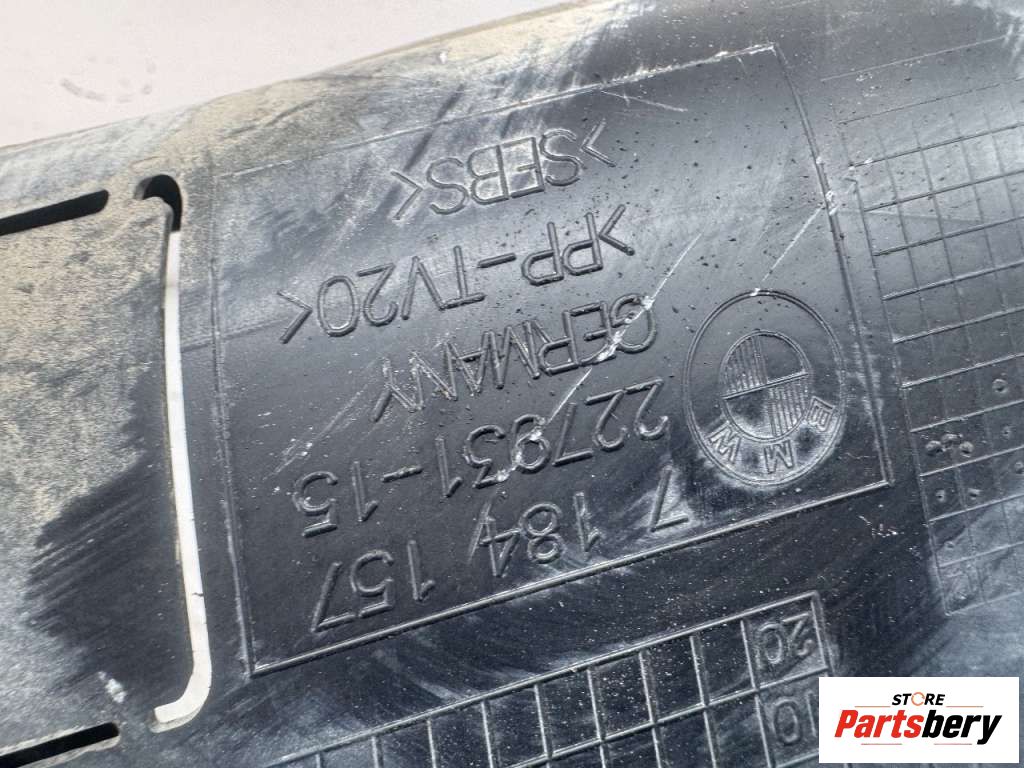 BMW
7 184 157
227931-15
GERMANY
>PP-TV20<
>SEBS<
20
10
STORE
Partsbery